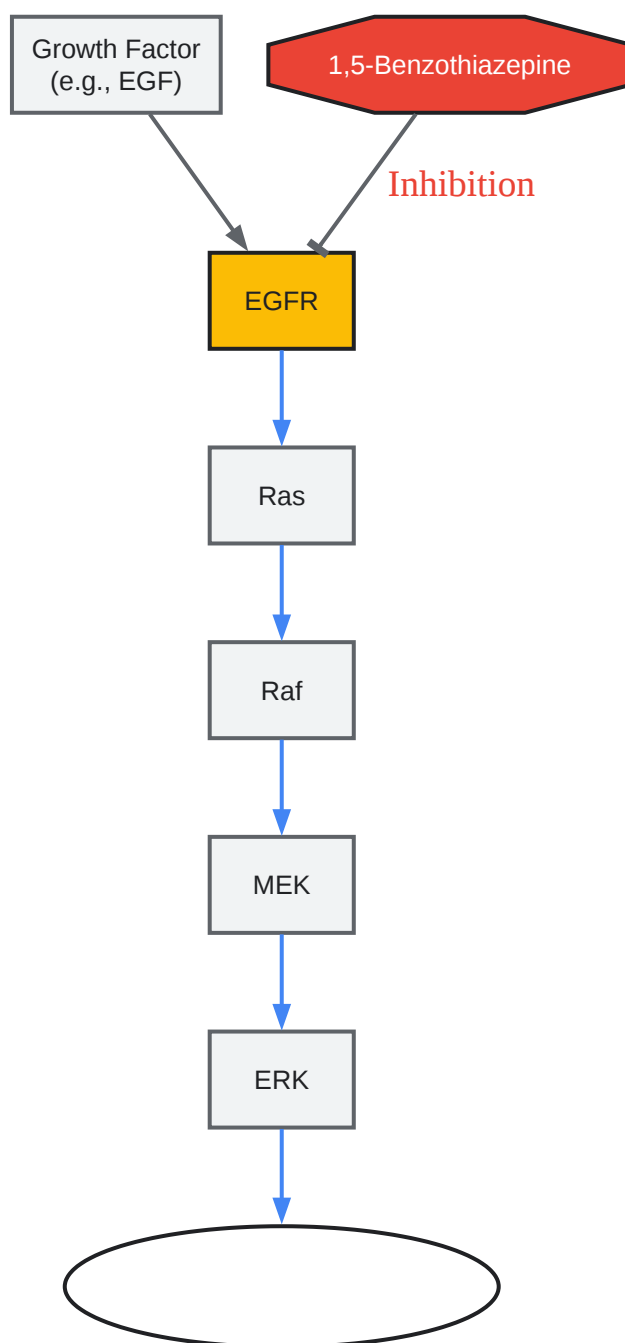 Growth Factor
(e.g., EGF)
1,5-Benzothiazepine
Inhibition
EGFR
Ras
Raf
MEK
ERK